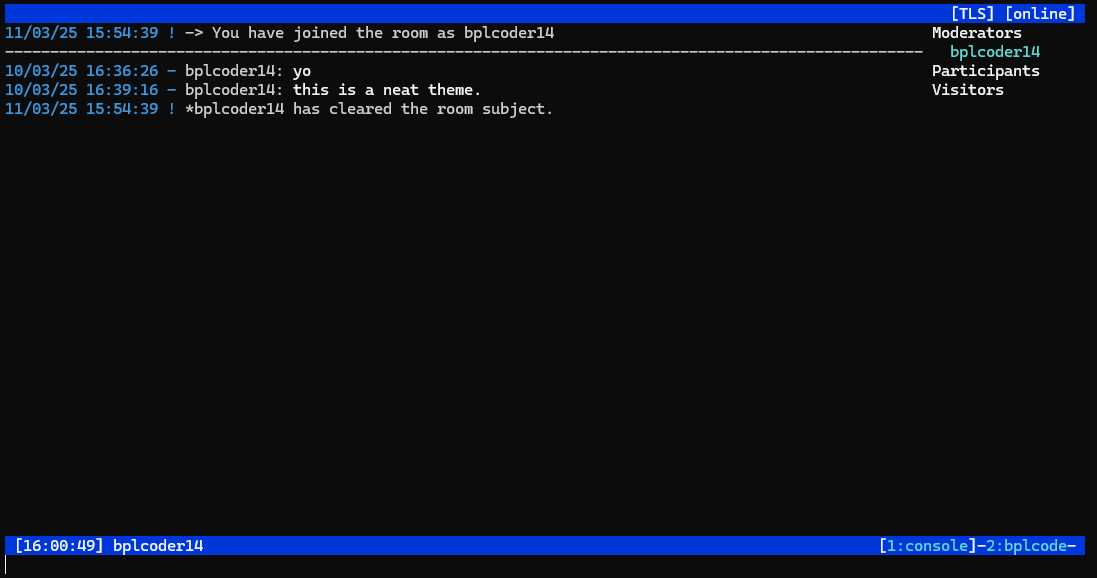 [TLS] [online]
11/03/25 15:54:39 ! -> You have joined the room as bplcoder14
Moderators
bplcoder14
10/03/25 16:36:26 - bplcoder14: yo
Participants
10/03/25 16:39:16 - bplcoder14: this is a neat theme.
Visitors
11/03/25 15:54:39 ! *bplcoder14 has cleared the room subject.
[16:00:49] bplcoder14
[1:console]-2:bplcode-